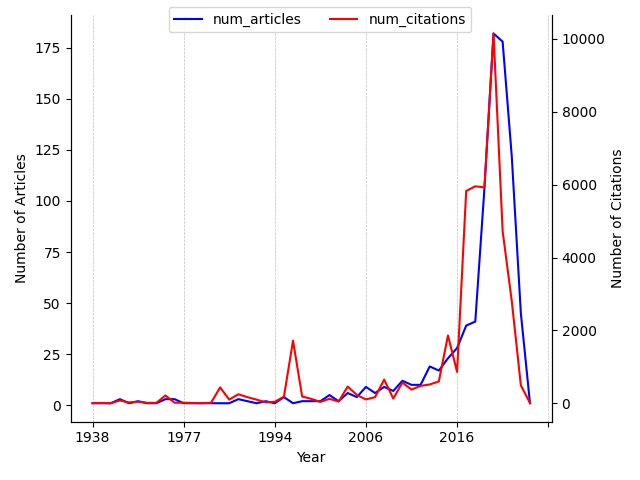 num_articles num_citations
175
150
125
100
75
50
25
0
10000
8000
6000
4000
2000
0
Number of Articles
Number of Citations
1938 1977 1994 2006 2016
Year